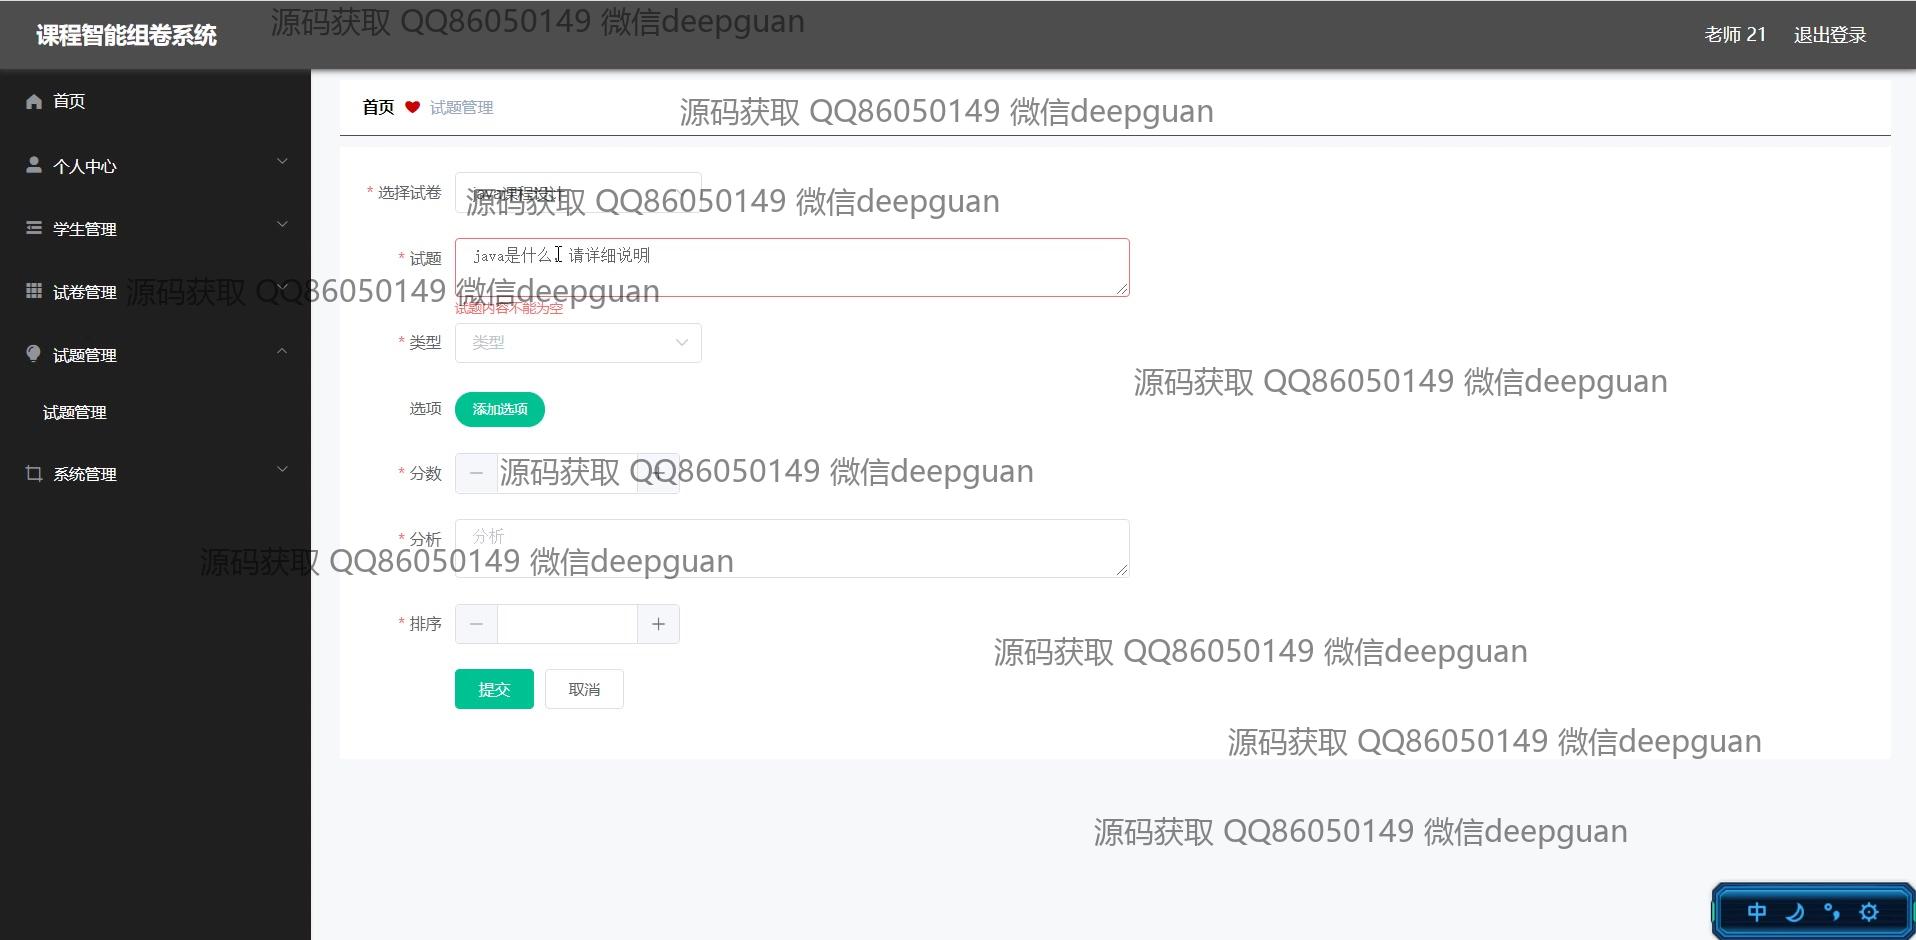 课程智能组卷系统
源码获取 QQ86050149 微信deepguan
老师 21
退出登录
首页
个人中心
学生管理
试卷管理
试题管理
试题管理
系统管理
首页 试题管理
源码获取 QQ86050149 微信deepguan
* 选择试卷
java课程设计
源码获取 QQ86050149 微信deepguan
* 试题
java是什么,请详细说明
源码获取 QQ86050149 微信deepguan
试题内容不能为空
* 类型
类型
源码获取 QQ86050149 微信deepguan
选项
添加选项
* 分数
源码获取 QQ86050149 微信deepguan
* 分析
分析
源码获取 QQ86050149 微信deepguan
* 排序
源码获取 QQ86050149 微信deepguan
提交
取消
源码获取 QQ86050149 微信deepguan
源码获取 QQ86050149 微信deepguan
中